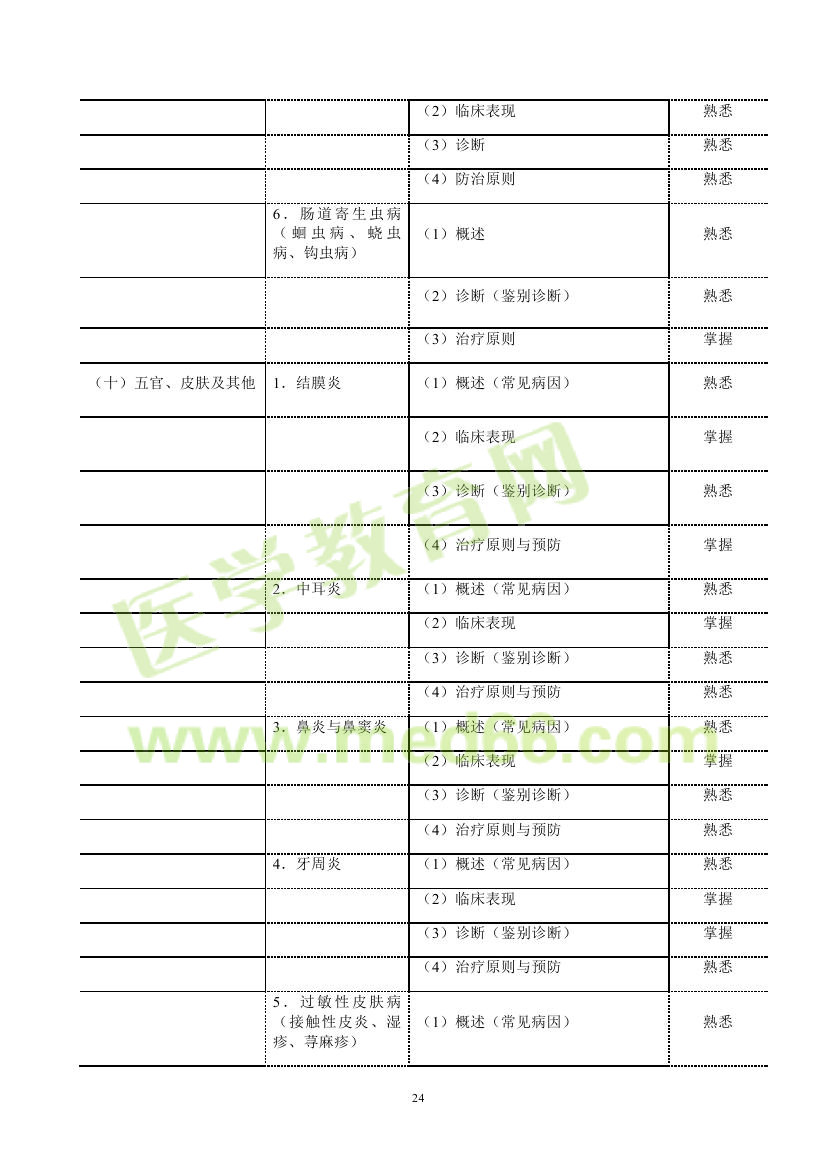 （2）临床表现 熟悉
（3）诊断 熟悉
（4）防治原则 熟悉
6．肠道寄生虫病
（蛔虫病、蛲虫
病、钩虫病）
（1）概述 熟悉
（2）诊断（鉴别诊断） 熟悉
（3）治疗原则 掌握
（十）五官、皮肤及其他 1．结膜炎 （1）概述（常见病因） 熟悉
（2）临床表现 掌握
（3）诊断（鉴别诊断） 熟悉
（4）治疗原则与预防 掌握
2．中耳炎 （1）概述（常见病因） 熟悉
（2）临床表现 掌握
（3）诊断（鉴别诊断） 熟悉
（4）治疗原则与预防 熟悉
3．鼻炎与鼻窦炎 （1）概述（常见病因） 熟悉
（2）临床表现 掌握
（3）诊断（鉴别诊断） 熟悉
（4）治疗原则与预防 熟悉
4．牙周炎 （1）概述（常见病因） 熟悉
（2）临床表现 掌握
（3）诊断（鉴别诊断） 掌握
（4）治疗原则与预防 熟悉
5．过敏性皮肤病
（接触性皮炎、湿
疹、荨麻疹）
（1）概述（常见病因） 熟悉
医学教育网
www.med66.com
24